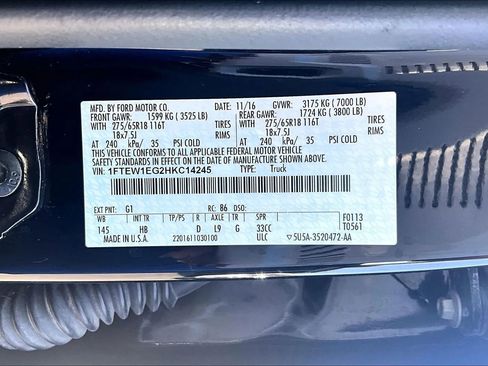 MFD. BY FORD MOTOR CO. 11/16 GVWR: 3175 KG ( 7000 LB)
FRONT GAWR: 1599 KG ( 3525 LB) REAR GAWR: 1724 KG ( 3800 LB)
WITH 275/65R18 116T TIRES WITH 275/65R18 116T TIRES
18x7.5J 18x7.5J
AT 240 kPa/ 35 PSI COLD AT 240 kPa/ 35 PSI COLD
THIS VEHICLE CONFORMS TO ALL APPLICABLE FEDERAL MOTOR VEHICLE
SAFETY STANDARDS IN EFFECT ON THE DATE OF MANUFACTURE SHOWN ABOVE.
VIN: 1FTEW1EG2HKC14245 TYPE: Truck
EXT PNT: G1 RC: 86 DSO:
WB INT TR TP/PS R AXLE TR SPR F0113
145 HB D L9 G 33CC T0561
MADE IN U.S.A. 2201611030100 ULC 5U5A-3520472-AA